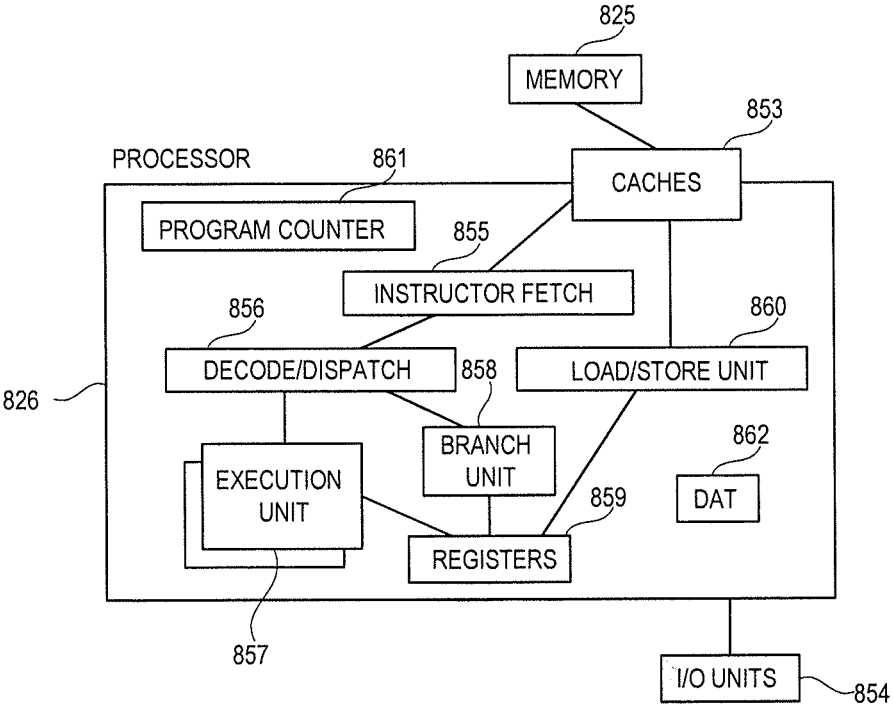 825
MEMORY
853
PROCESSOR
861
CACHES
PROGRAM COUNTER
855
INSTRUCTOR FETCH
856
860
DECODE/DISPATCH
858
LOAD/STORE UNIT
826
BRANCH
UNIT
862
EXECUTION
UNIT
DAT
859
REGISTERS
857
I/O UNITS
854